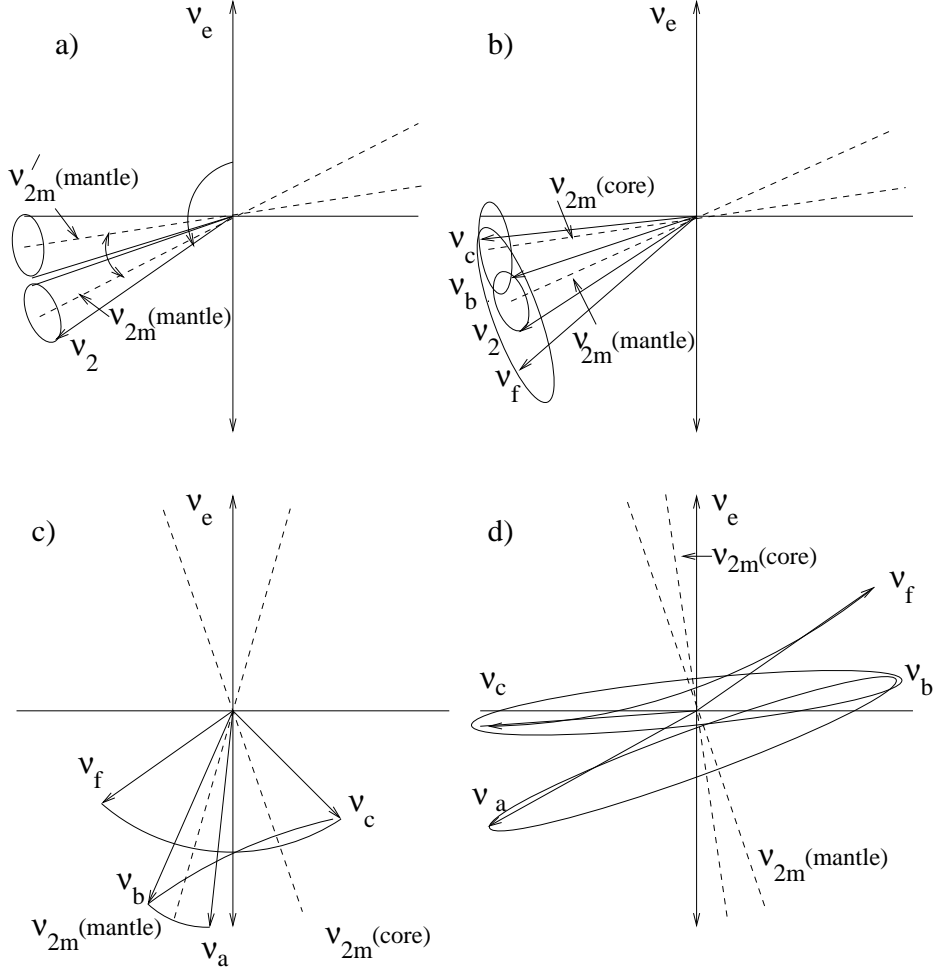 a)
ν_e
ν′_2m (mantle)
ν_2m (mantle)
ν_2
b)
ν_e
ν_2m (core)
ν_c
ν_b
ν_2
ν_2m (mantle)
ν_f
c)
ν_e
ν_f
ν_c
ν_b
ν_2m (mantle)
ν_a
ν_2m (core)
d)
ν_e
ν_2m (core)
ν_f
ν_c
ν_b
ν_a
ν_2m (mantle)